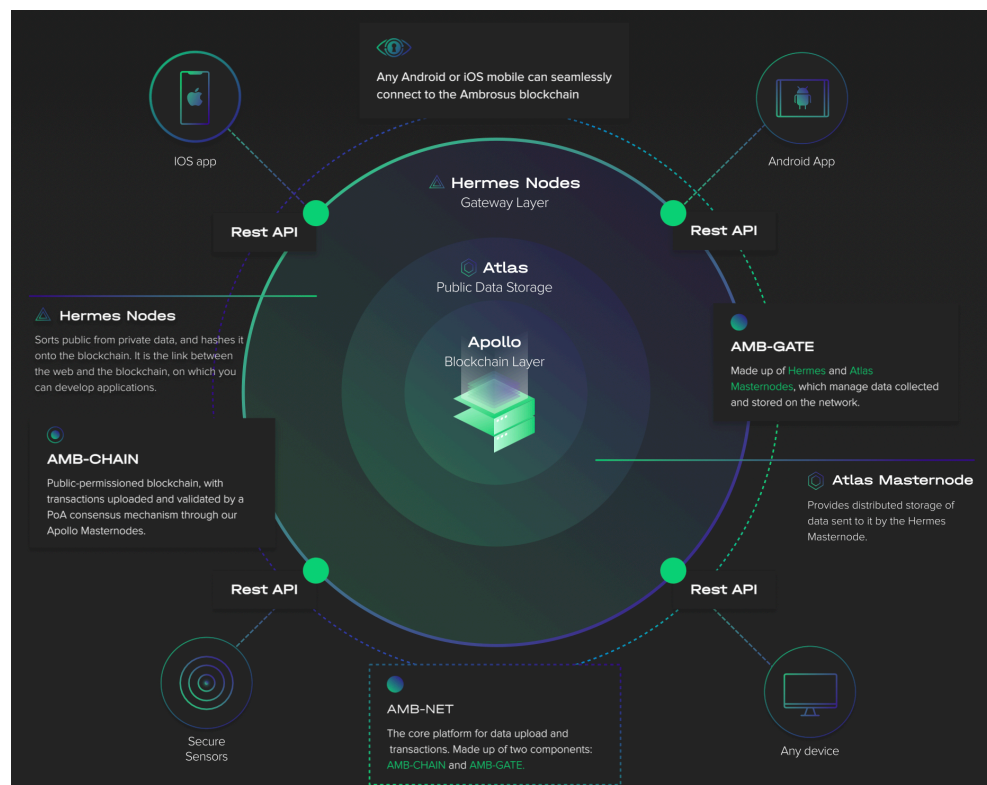 Any Android or iOS mobile can seamlessly
connect to the Ambrosus blockchain
IOS app
Android App
Hermes Nodes
Gateway Layer
Rest API
Rest API
Atlas
Public Data Storage
Hermes Nodes
Sorts public from private data, and hashes it
onto the blockchain. It is the link between
the web and the blockchain, on which you
can develop applications.
Apollo
Blockchain Layer
AMB-GATE
Made up of Hermes and Atlas
Masternodes, which manage data collected
and stored on the network.
AMB-CHAIN
Public-permissioned blockchain, with
transactions uploaded and validated by a
PoA consensus mechanism through our
Apollo Masternodes.
Atlas Masternode
Provides distributed storage of
data sent to it by the Hermes
Masternode.
Rest API
Rest API
Secure
Sensors
AMB-NET
The core platform for data upload and
transactions. Made up of two components:
AMB-CHAIN and AMB-GATE.
Any device